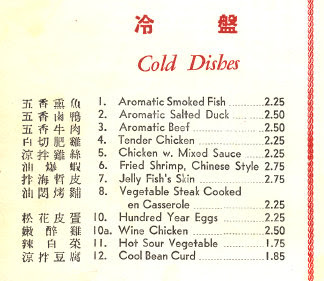 冷盤
Cold Dishes
五香熏魚 1. Aromatic Smoked Fish 2.25
五香鹵鴨 2. Aromatic Salted Duck 2.50
五香牛肉 3. Aromatic Beef 2.50
白切肥雞 4. Tender Chicken 2.25
涼拌雞絲 5. Chicken w. Mixed Sauce 2.25
油爆蝦 6. Fried Shrimp, Chinese Style 2.75
拌海哲皮 7. Jelly Fish's Skin 2.75
油悶烤麩 8. Vegetable Steak Cooked
en Casserole 2.25
松花皮蛋 10. Hundred Year Eggs 2.25
醉雞 10a. Wine Chicken 2.50
辣白菜 11. Hot Sour Vegetable 1.75
涼拌豆腐 12. Cool Bean Curd 1.85